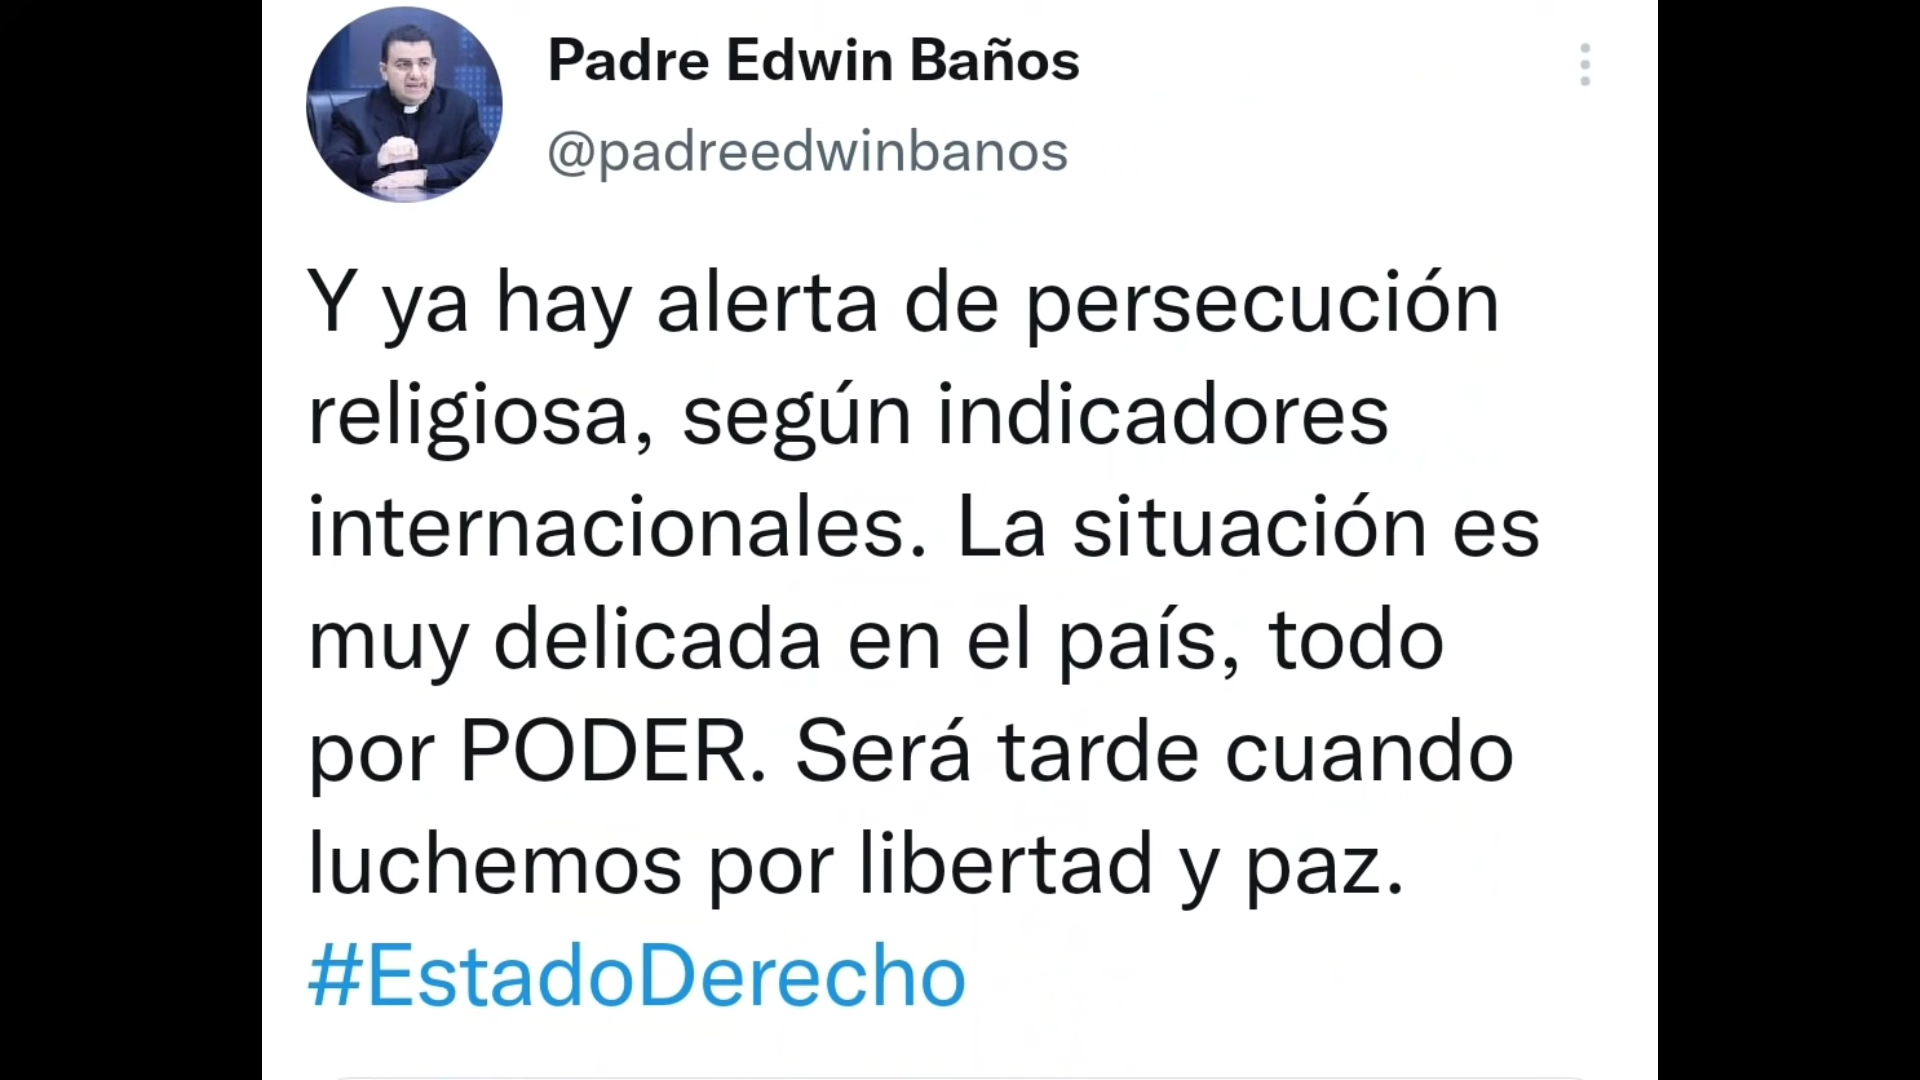 Padre Edwin Baños
@padreedwinbanos
Y ya hay alerta de persecución
religiosa, según indicadores
internacionales. La situación es
muy delicada en el país, todo
por PODER. Será tarde cuando
luchemos por libertad y paz.
#EstadoDerecho